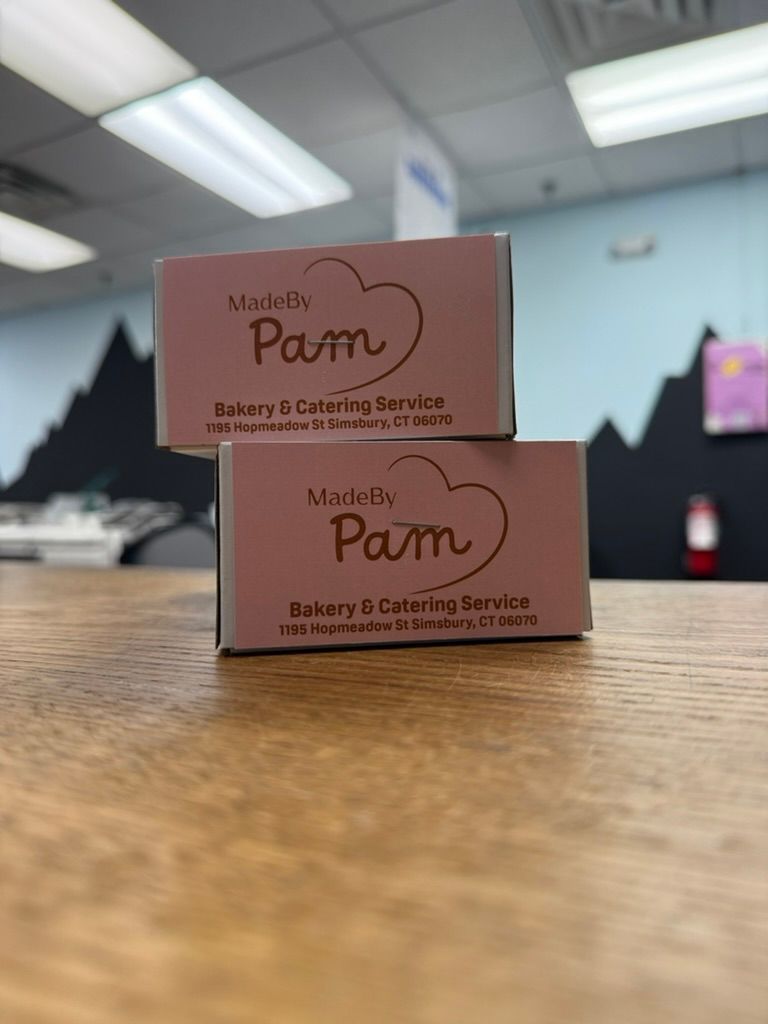 MadeBy
Pam
Bakery & Catering Service
1195 Hopmeadow St Simsbury, CT 06070
MadeBy
Pam
Bakery & Catering Service
1195 Hopmeadow St Simsbury, CT 06070